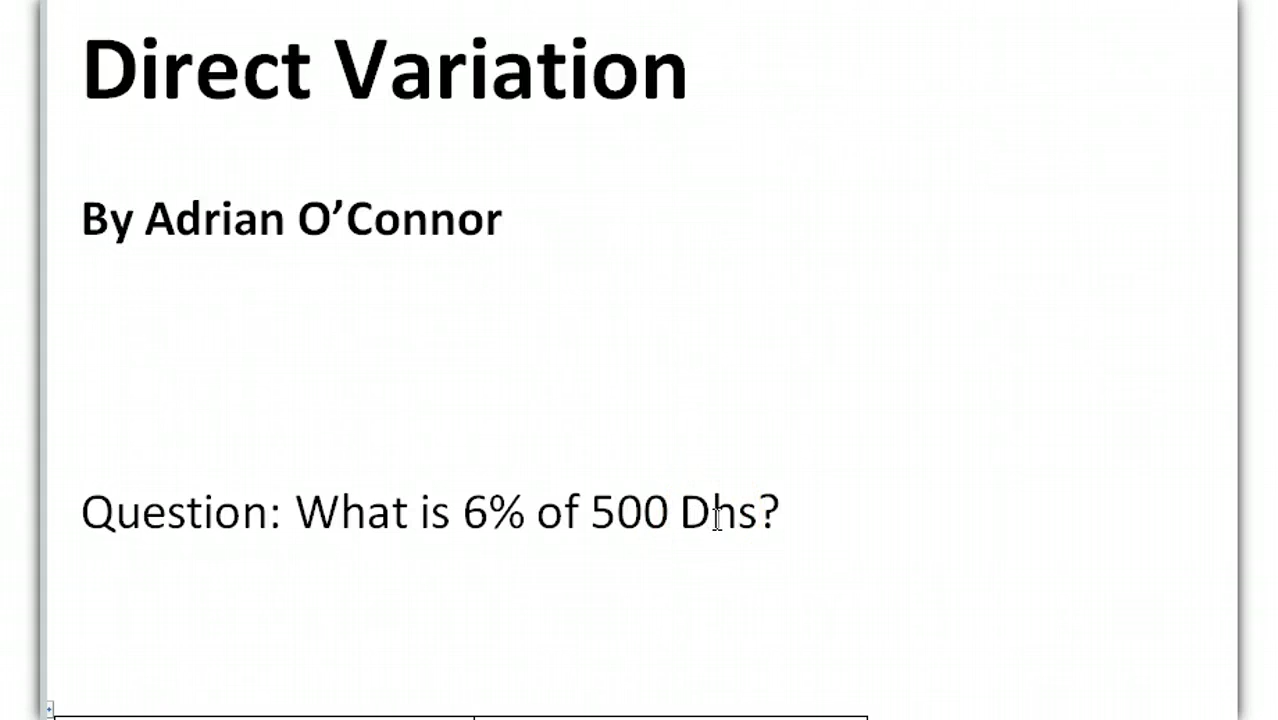 Direct Variation
By Adrian O’Connor
Question: What is 6% of 500 Dhs?